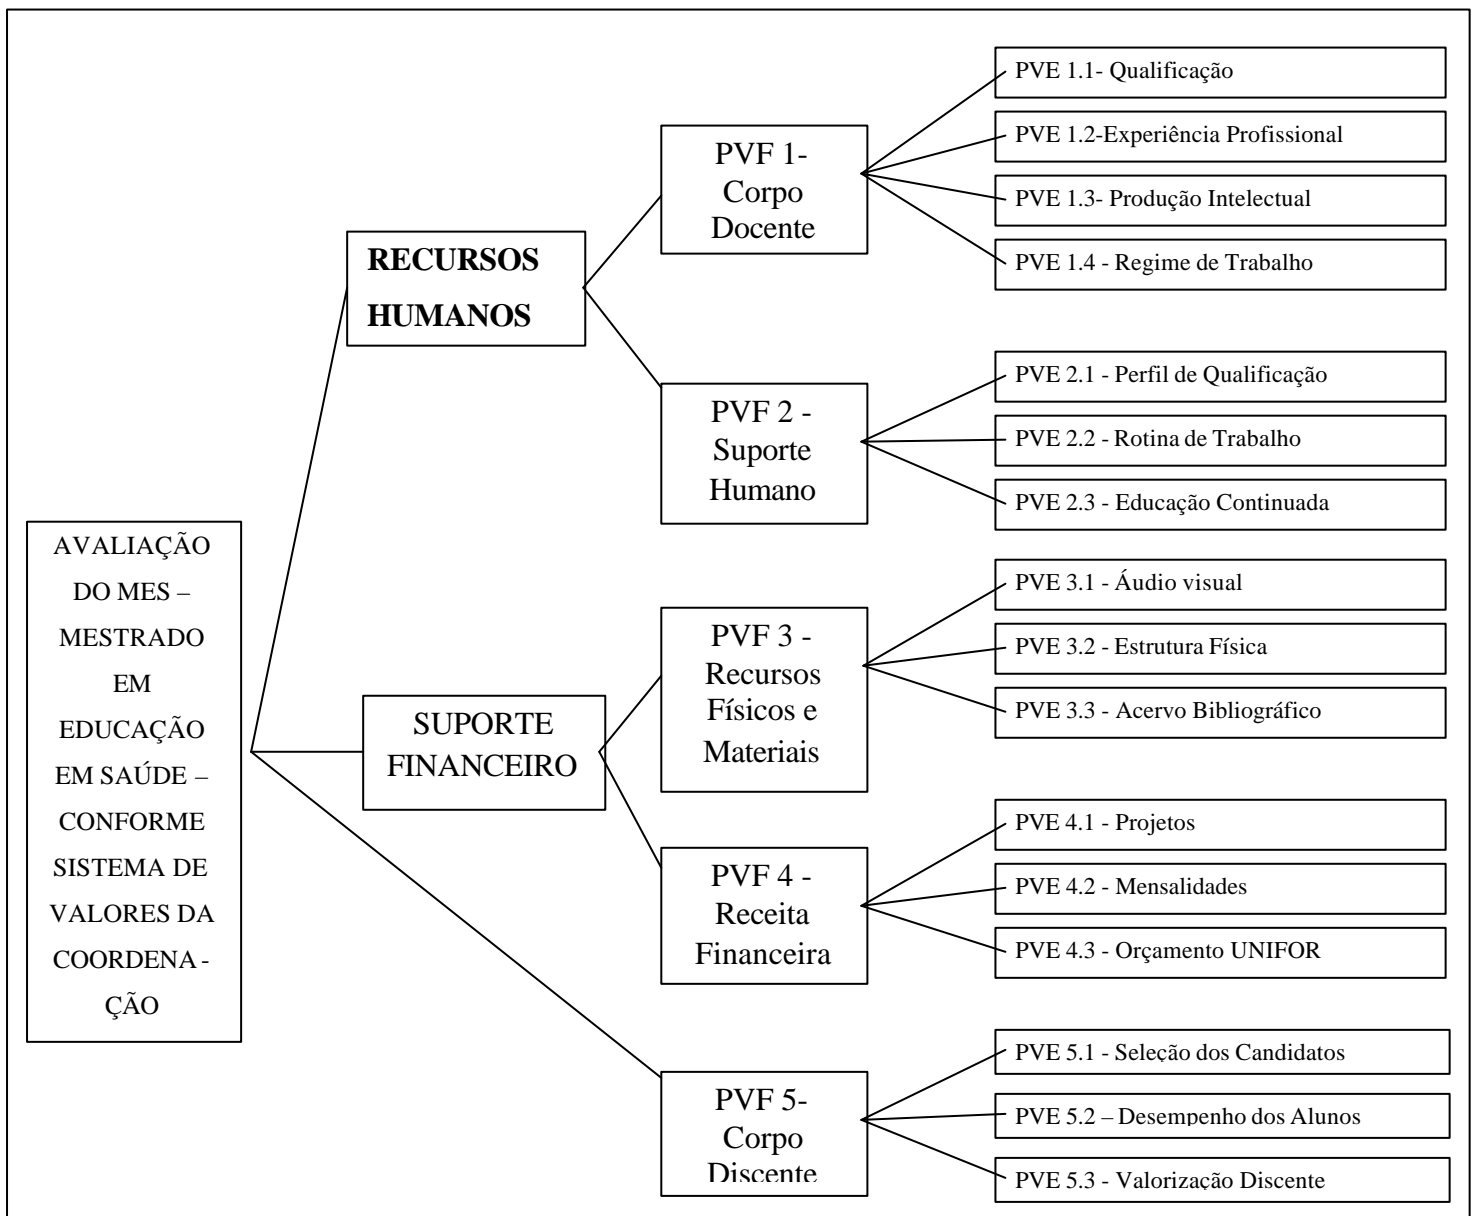 AVALIAÇÃO
DO MES –
MESTRADO
EM
EDUCAÇÃO
EM SAÚDE –
CONFORME
SISTEMA DE
VALORES DA
COORDENA -
ÇÃO
RECURSOS
HUMANOS
SUPORTE
FINANCEIRO
PVF 1-
Corpo
Docente
PVF 2 -
Suporte
Humano
PVF 3 -
Recursos
Físicos e
Materiais
PVF 4 -
Receita
Financeira
PVF 5-
Corpo
Discente
PVE 1.1- Qualificação
PVE 1.2-Experiência Profissional
PVE 1.3- Produção Intelectual
PVE 1.4 - Regime de Trabalho
PVE 2.1 - Perfil de Qualificação
PVE 2.2 - Rotina de Trabalho
PVE 2.3 - Educação Continuada
PVE 3.1 - Áudio visual
PVE 3.2 - Estrutura Física
PVE 3.3 - Acervo Bibliográfico
PVE 4.1 - Projetos
PVE 4.2 - Mensalidades
PVE 4.3 - Orçamento UNIFOR
PVE 5.1 - Seleção dos Candidatos
PVE 5.2 – Desempenho dos Alunos
PVE 5.3 - Valorização Discente